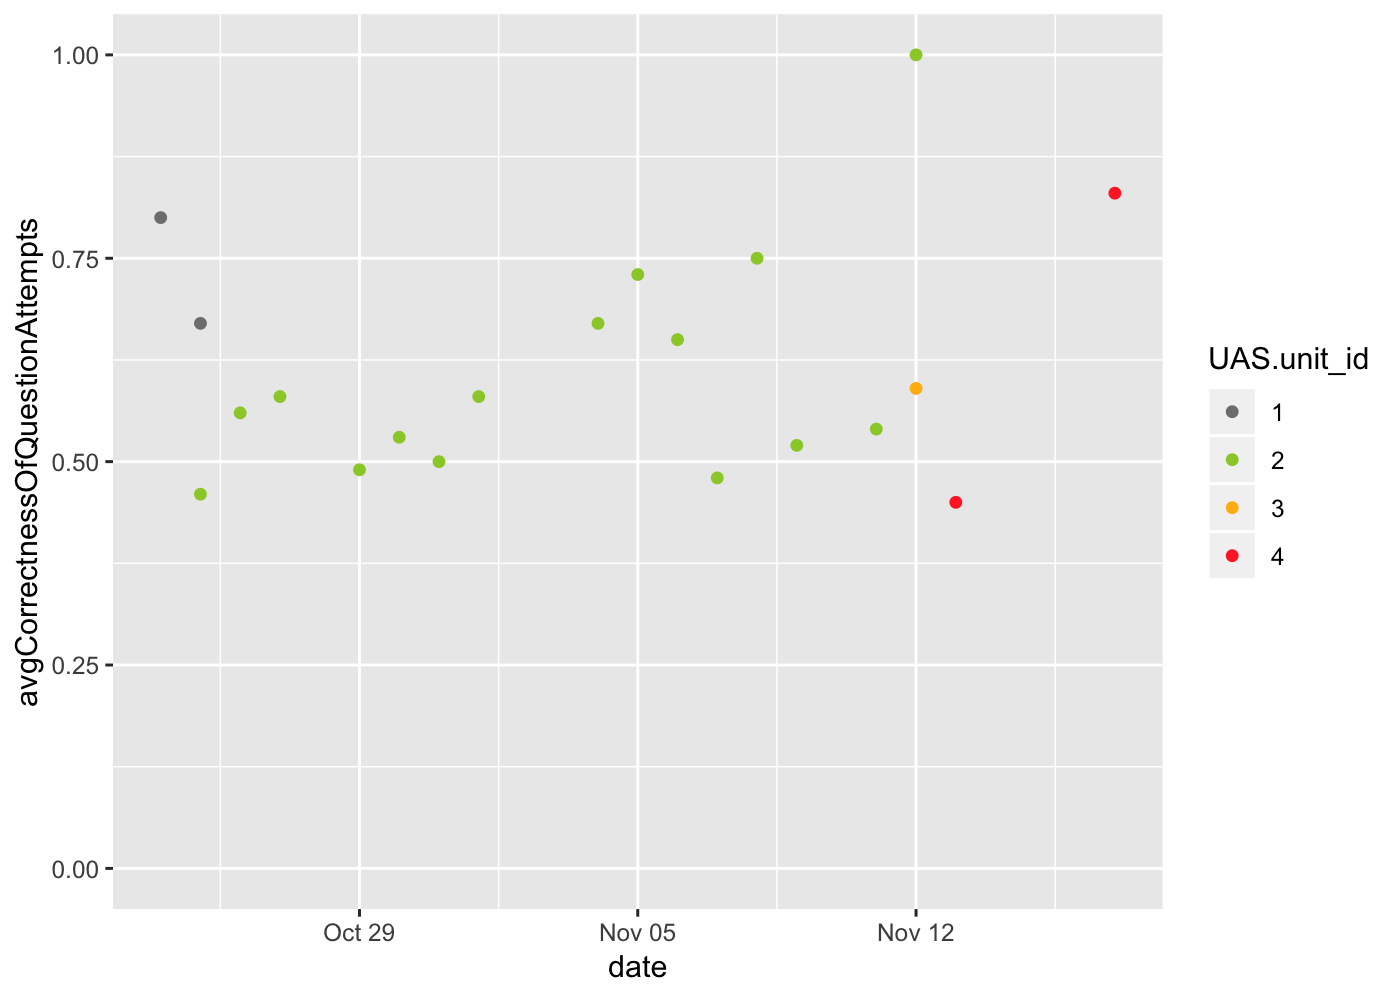 avgCorrectnessOfQuestionAttempts
1.00
0.75
0.50
0.25
0.00
Oct 29
Nov 05
Nov 12
date
UAS.unit_id
1
2
3
4